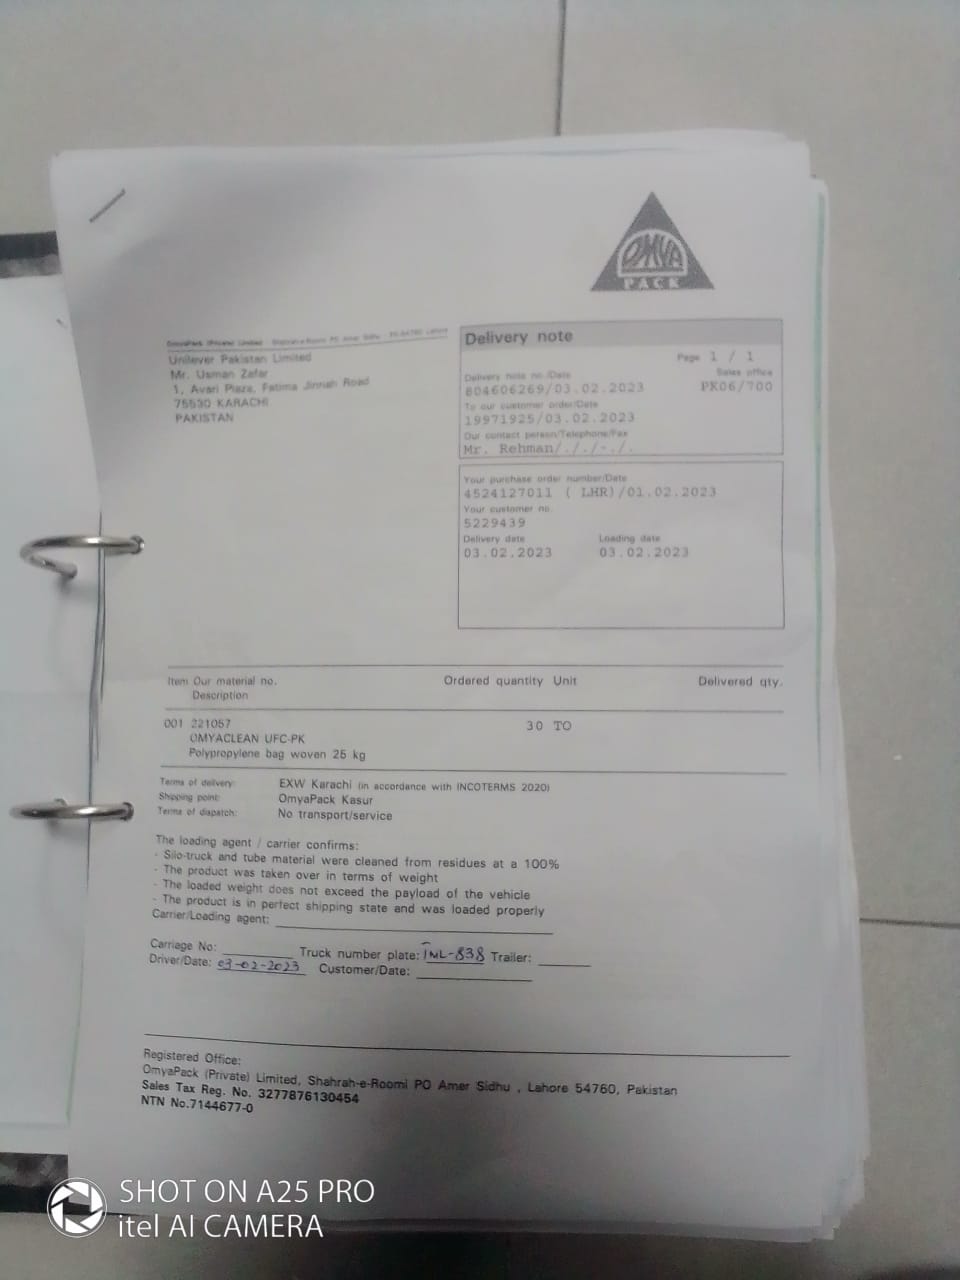 OMYA
PACK
OmyaPack (Private) Limited Shahrah-e-Roomi PO Amer Sidhu 54760 Lahore
Unilever Pakistan Limited
Mr. Usman Zafar
1, Avari Plaza, Fatima Jinnah Road
75530 KARACHI
PAKISTAN
Delivery note
Page 1 / 1
Delivery note no./Date
Sales office
804606269/03.02.2023
PK06/700
To our customer order/Date
19971925/03.02.2023
Our contact person/Telephone/Fax
Mr. Rehman/././-./.
Your purchase order number/Date
4524127011 ( LHR)/01.02.2023
Your customer no.
5229439
Delivery date
Loading date
03.02.2023
03.02.2023
Item Our material no.
Description
Ordered quantity Unit
Delivered qty.
001 221057
30 TO
OMYACLEAN UFC-PK
Polypropylene bag woven 25 kg
Terms of delivery: EXW Karachi (in accordance with INCOTERMS 2020)
Shipping point: OmyaPack Kasur
Terms of dispatch: No transport/service
The loading agent / carrier confirms:
- Silo-truck and tube material were cleaned from residues at a 100%
- The product was taken over in terms of weight
- The loaded weight does not exceed the payload of the vehicle
- The product is in perfect shipping state and was loaded properly
Carrier/Loading agent:
Carriage No: Truck number plate: TML-838 Trailer:
Driver/Date: 03-02-2023 Customer/Date:
Registered Office:
OmyaPack (Private) Limited, Shahrah-e-Roomi PO Amer Sidhu , Lahore 54760, Pakistan
Sales Tax Reg. No. 3277876130454
NTN No.7144677-0
SHOT ON A25 PRO
itel AI CAMERA